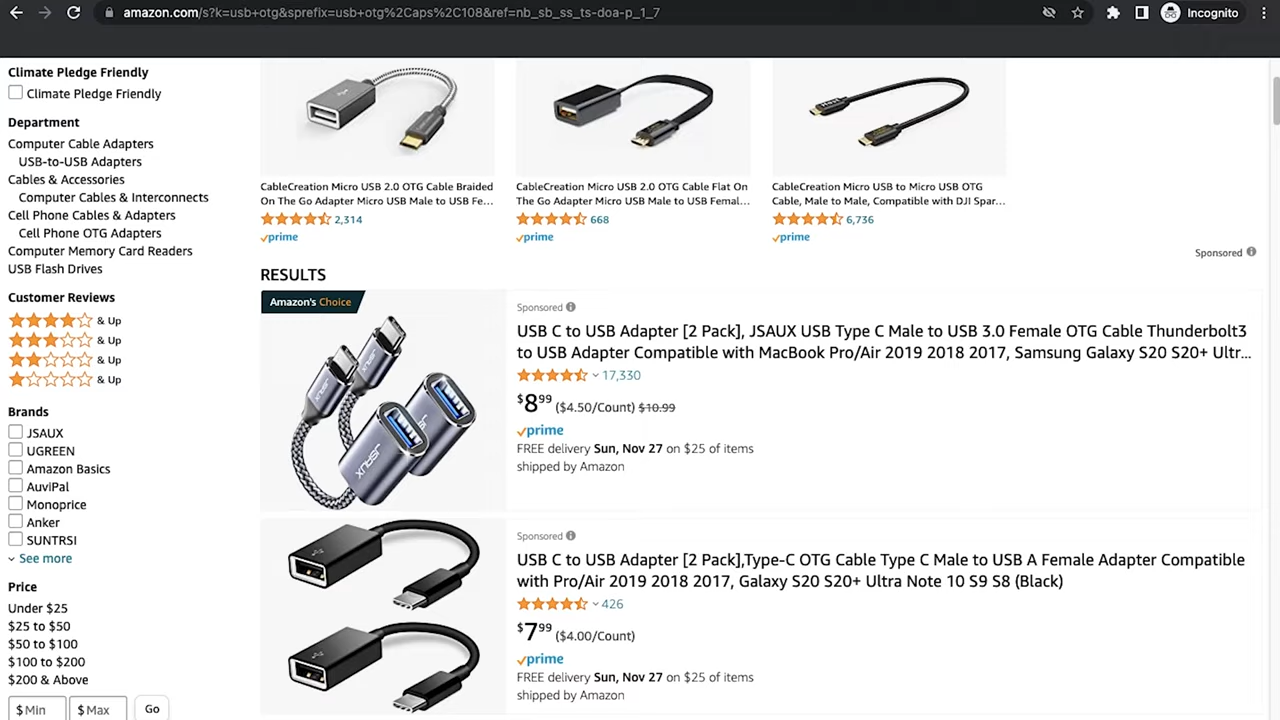 amazon.com/s?k=usb+otg&sprefix=usb+otg%2Caps%2C108&ref=nb_sb_ss_ts-doa-p_1_7
Incognito
Climate Pledge Friendly
Climate Pledge Friendly
Department
Computer Cable Adapters
USB-to-USB Adapters
Cables & Accessories
Computer Cables & Interconnects
Cell Phone Cables & Adapters
Cell Phone OTG Adapters
Computer Memory Card Readers
USB Flash Drives
Customer Reviews
& Up
& Up
& Up
& Up
Brands
JSAUX
UGREEN
Amazon Basics
AuviPal
Monoprice
Anker
SUNTRSI
See more
Price
Under $25
$25 to $50
$50 to $100
$100 to $200
$200 & Above
$ Min $ Max Go
CableCreation Micro USB 2.0 OTG Cable Braided
On The Go Adapter Micro USB Male to USB Fe...
2,314
prime
CableCreation Micro USB 2.0 OTG Cable Flat On
The Go Adapter Micro USB Male to USB Femal...
668
prime
CableCreation Micro USB to Micro USB OTG
Cable, Male to Male, Compatible with DJI Spar...
6,736
prime
Sponsored
RESULTS
Amazon's Choice
JSAUX
JSAUX
JSAUX
JSAUX
Sponsored
USB C to USB Adapter [2 Pack], JSAUX USB Type C Male to USB 3.0 Female OTG Cable Thunderbolt3
to USB Adapter Compatible with MacBook Pro/Air 2019 2018 2017, Samsung Galaxy S20 S20+ Ultr...
17,330
$8.99 ($4.50/Count) $10.99
prime
FREE delivery Sun, Nov 27 on $25 of items
shipped by Amazon
Sponsored
USB C to USB Adapter [2 Pack],Type-C OTG Cable Type C Male to USB A Female Adapter Compatible
with Pro/Air 2019 2018 2017, Galaxy S20 S20+ Ultra Note 10 S9 S8 (Black)
426
$7.99 ($4.00/Count)
prime
FREE delivery Sun, Nov 27 on $25 of items
shipped by Amazon